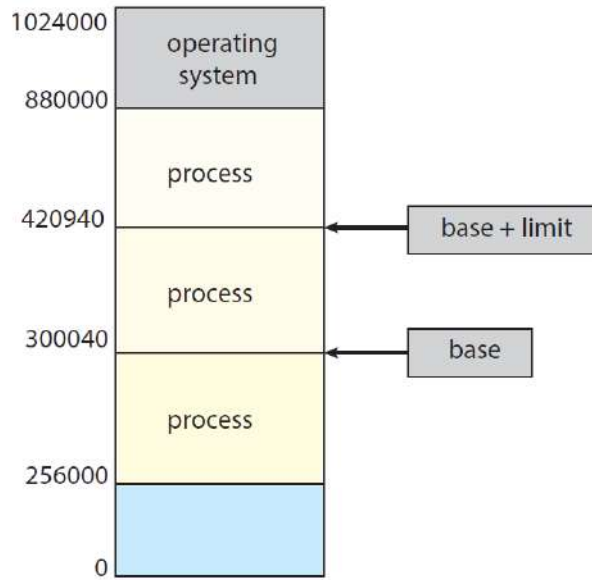 1024000
operating
system
880000
process
420940
base + limit
process
300040
base
process
256000
0